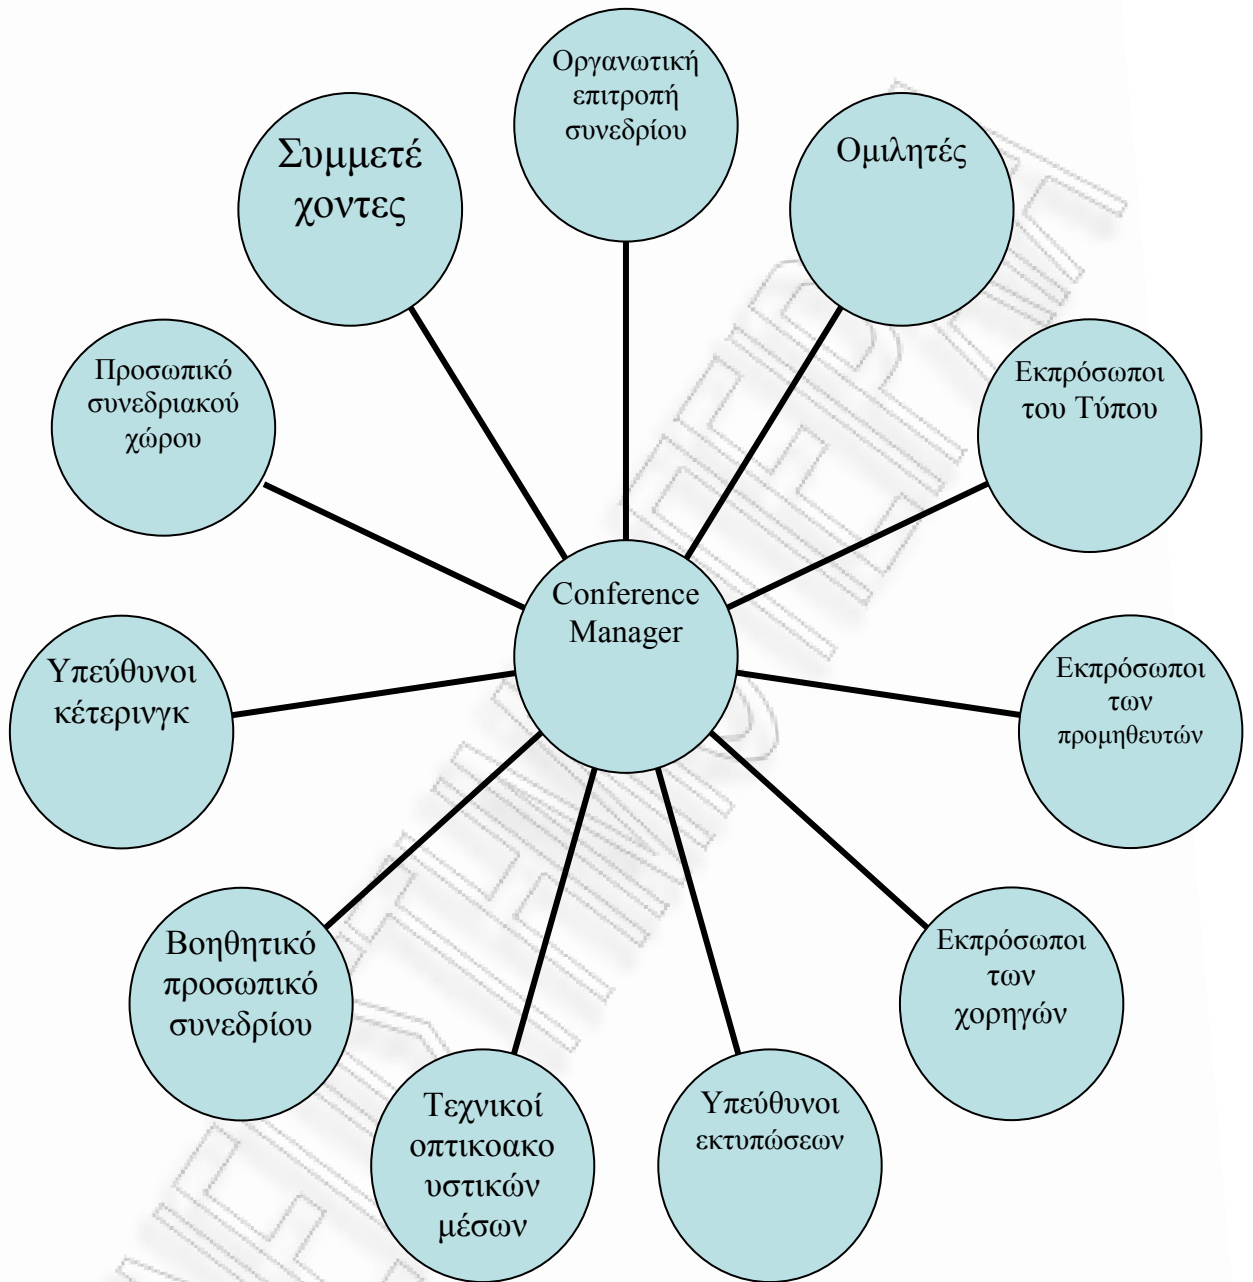 Οργανωτική
επιτροπή
συνεδρίου
Ομιλητές
Εκπρόσωποι
του Τύπου
Εκπρόσωποι
των
προμηθευτών
Εκπρόσωποι
των
χορηγών
Υπεύθυνοι
εκτυπώσεων
Τεχνικοί
οπτικοακο
υστικών
μέσων
Βοηθητικό
προσωπικό
συνεδρίου
Υπεύθυνοι
κέτερινγκ
Προσωπικό
συνεδριακού
χώρου
Συμμετέ
χοντες
Conference
Manager